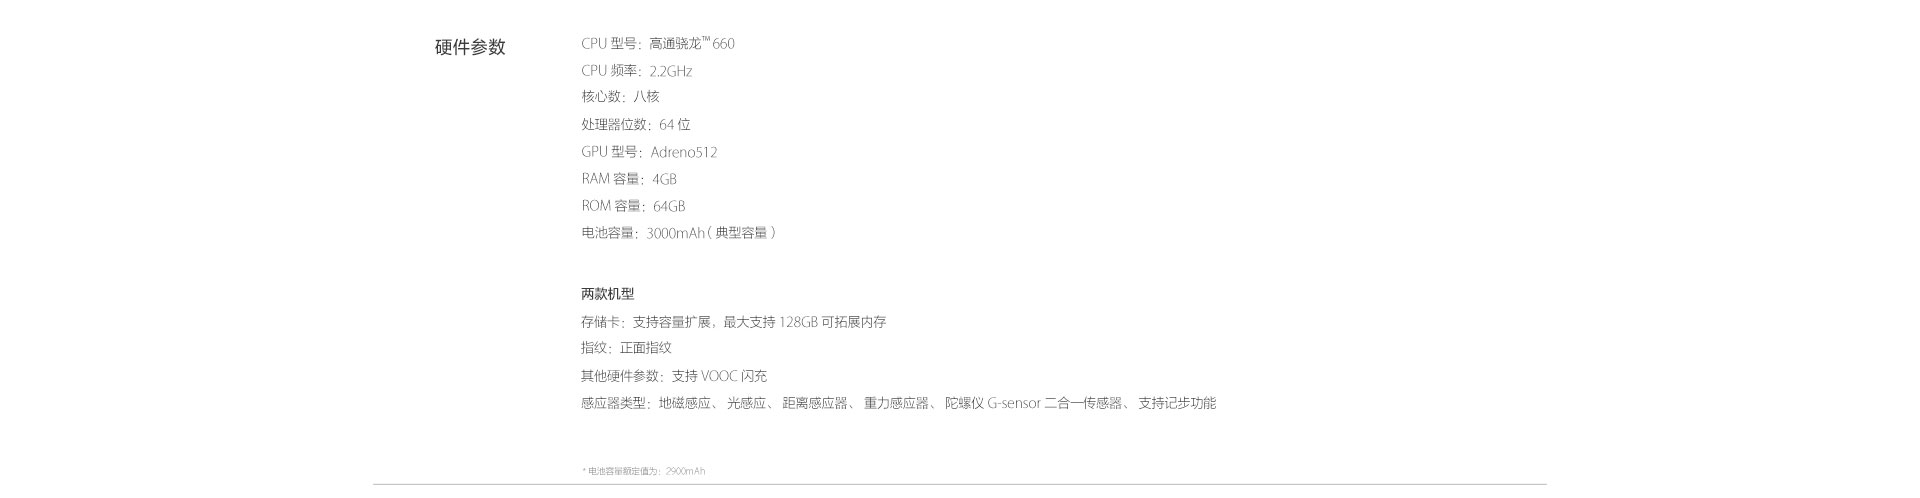 硬件参数
CPU 型号：高通骁龙™ 660
CPU 频率：2.2GHz
核心数：八核
处理器位数：64 位
GPU 型号：Adreno512
RAM 容量：4GB
ROM 容量：64GB
电池容量：3000mAh（典型容量）
两款机型
存储卡：支持容量扩展，最大支持 128GB 可拓展内存
指纹：正面指纹
其他硬件参数：支持 VOOC 闪充
感应器类型：地磁感应、 光感应、 距离感应器、 重力感应器、 陀螺仪 G-sensor 二合一传感器、 支持记步功能
* 电池容量额定值为：2900mAh